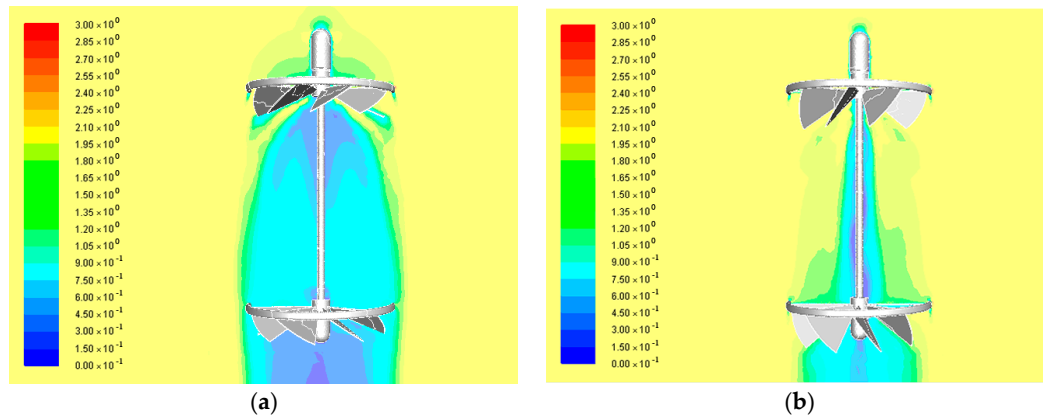 3.00 × 10⁰
2.85 × 10⁰
2.70 × 10⁰
2.55 × 10⁰
2.40 × 10⁰
2.25 × 10⁰
2.10 × 10⁰
1.95 × 10⁰
1.80 × 10⁰
1.65 × 10⁰
1.50 × 10⁰
1.35 × 10⁰
1.20 × 10⁰
1.05 × 10⁰
9.00 × 10⁻¹
7.50 × 10⁻¹
6.00 × 10⁻¹
4.50 × 10⁻¹
3.00 × 10⁻¹
1.50 × 10⁻¹
0.00 × 10⁻¹
(a)
3.00 × 10⁰
2.85 × 10⁰
2.70 × 10⁰
2.55 × 10⁰
2.40 × 10⁰
2.25 × 10⁰
2.10 × 10⁰
1.95 × 10⁰
1.80 × 10⁰
1.65 × 10⁰
1.50 × 10⁰
1.35 × 10⁰
1.20 × 10⁰
1.05 × 10⁰
9.00 × 10⁻¹
7.50 × 10⁻¹
6.00 × 10⁻¹
4.50 × 10⁻¹
3.00 × 10⁻¹
1.50 × 10⁻¹
0.00 × 10⁻¹
(b)